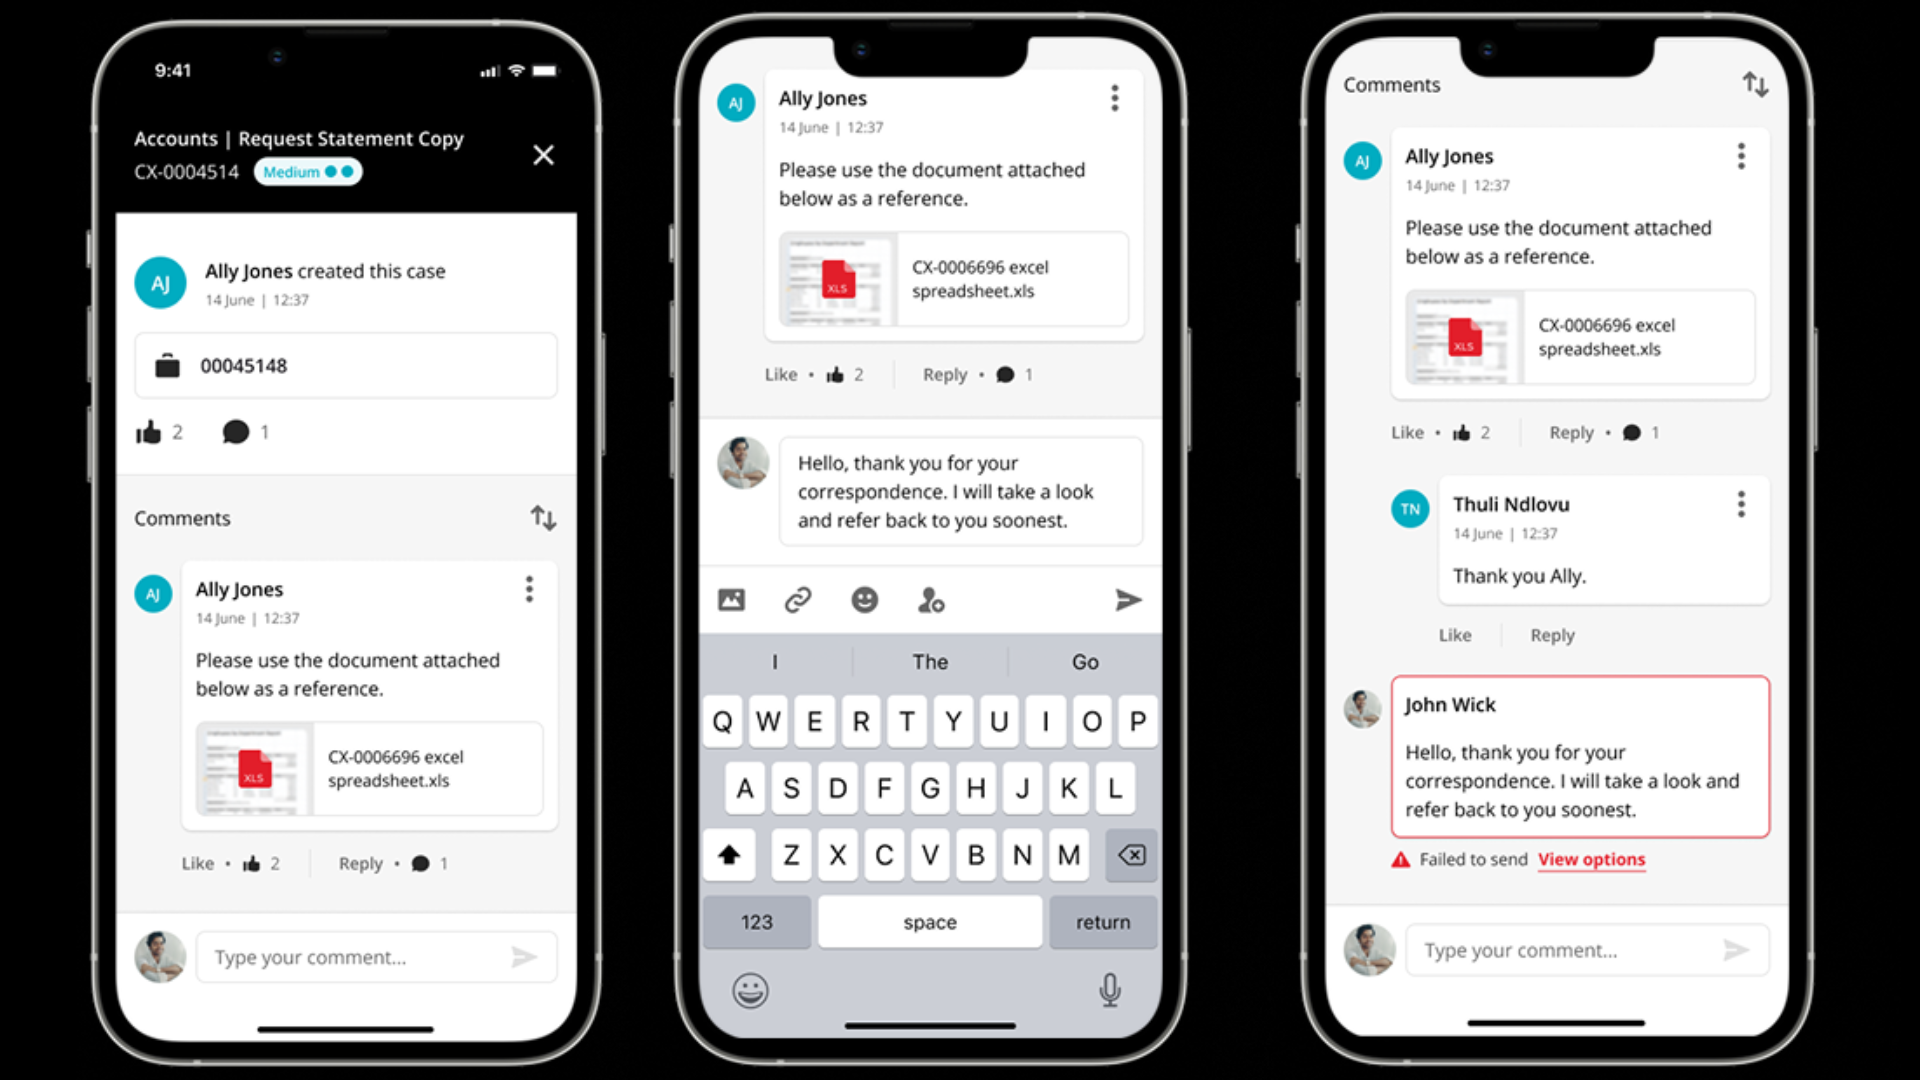 9:41
Accounts | Request Statement Copy
CX-0004514 Medium
AJ
Ally Jones created this case
14 June | 12:37
00045148
2 1
Comments
AJ
Ally Jones
14 June | 12:37
Please use the document attached
below as a reference.
XLS
CX-0006696 excel
spreadsheet.xls
Like • 2 Reply • 1
Type your comment...
AJ
Ally Jones
14 June | 12:37
Please use the document attached
below as a reference.
XLS
CX-0006696 excel
spreadsheet.xls
Like • 2 Reply • 1
Hello, thank you for your
correspondence. I will take a look
and refer back to you soonest.
I The Go
Q W E R T Y U I O P
A S D F G H J K L
Z X C V B N M
123 space return
Comments
AJ
Ally Jones
14 June | 12:37
Please use the document attached
below as a reference.
XLS
CX-0006696 excel
spreadsheet.xls
Like • 2 Reply • 1
TN
Thuli Ndlovu
14 June | 12:37
Thank you Ally.
Like Reply
John Wick
Hello, thank you for your
correspondence. I will take a look and
refer back to you soonest.
Failed to send View options
Type your comment...